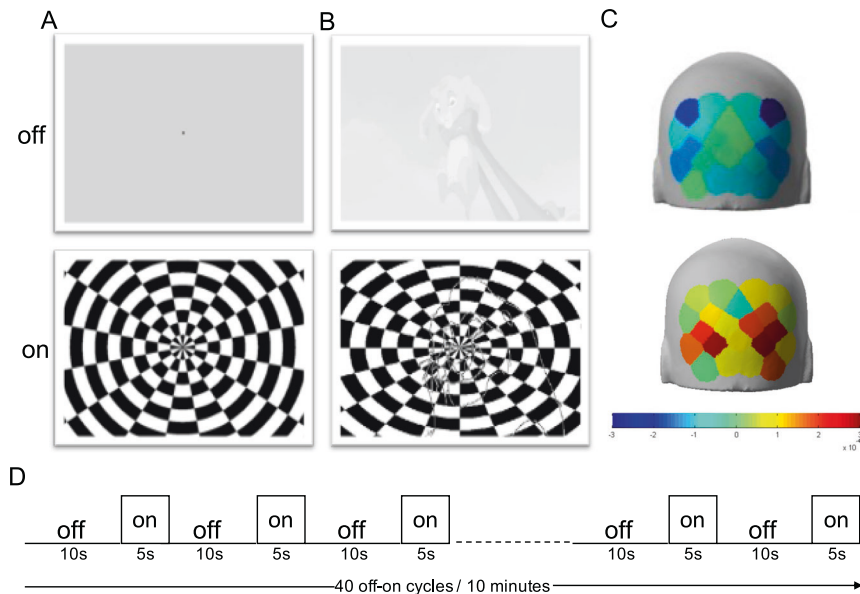 A
B
C
off
on
-3 -2 -1 0 1 2
x 10
D
off on off on off on off on off on
10s 5s 10s 5s 10s 5s 10s 5s 10s 5s
40 off-on cycles / 10 minutes